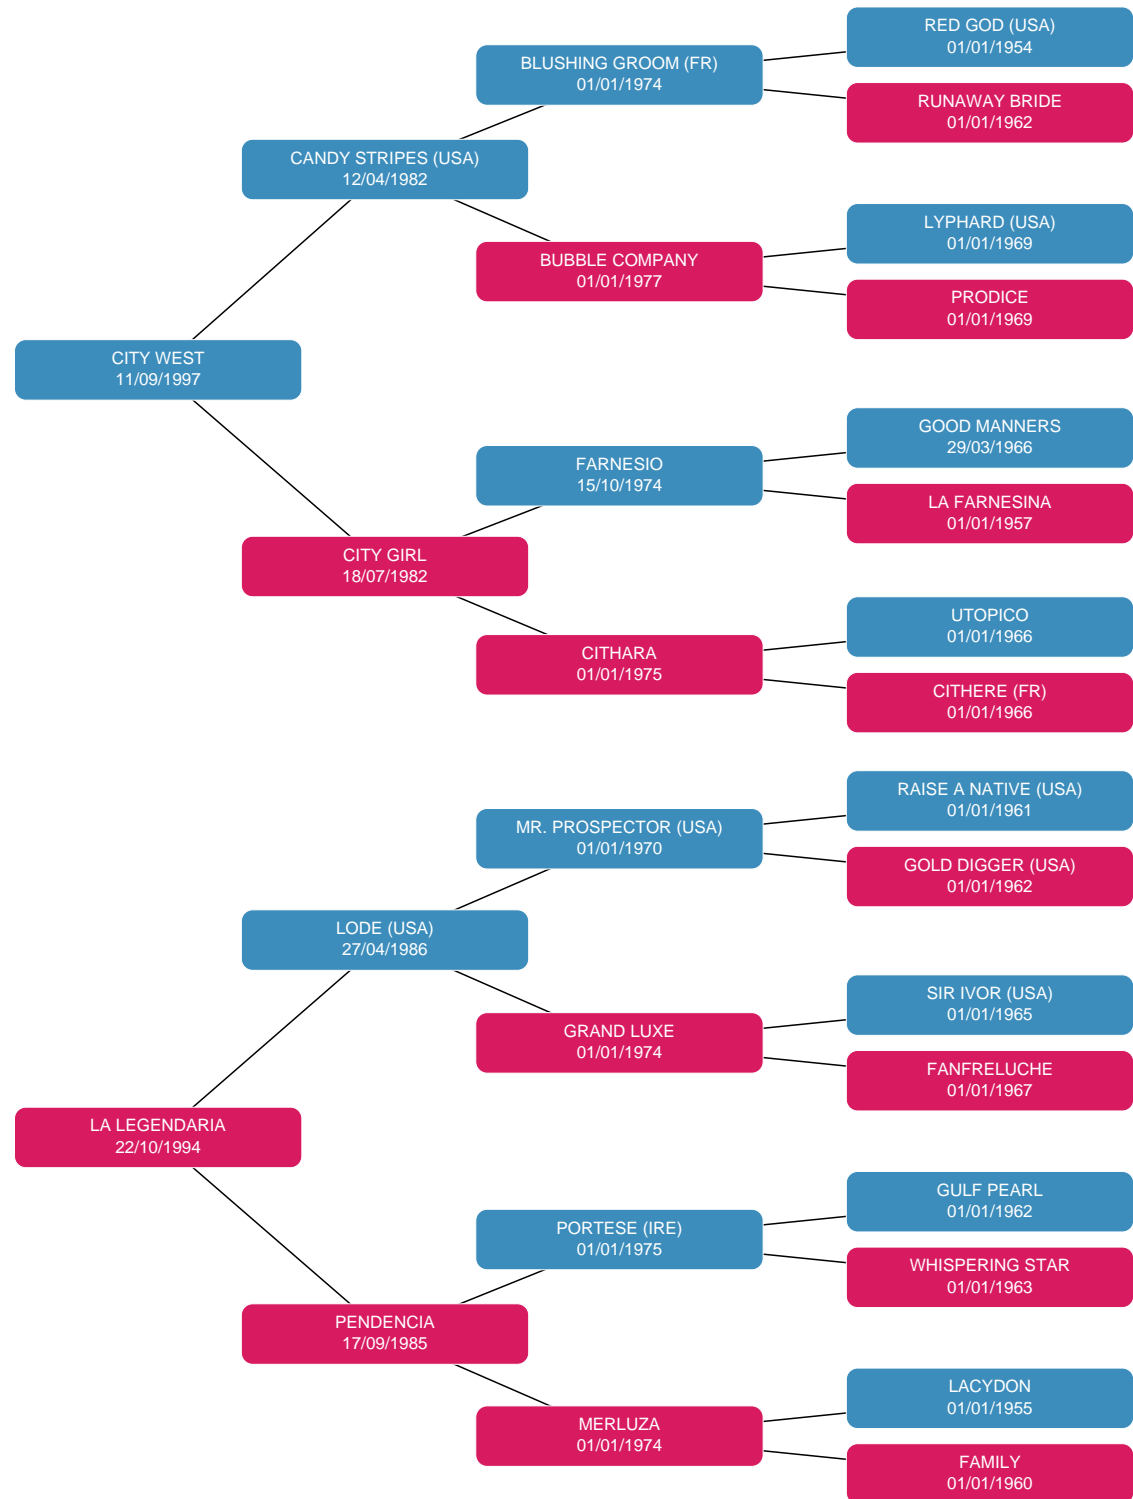 RED GOD (USA)
01/01/1954
BLUSHING GROOM (FR)
01/01/1974
RUNAWAY BRIDE
01/01/1962
CANDY STRIPES (USA)
12/04/1982
LYPHARD (USA)
01/01/1969
BUBBLE COMPANY
01/01/1977
PRODICE
01/01/1969
CITY WEST
11/09/1997
GOOD MANNERS
29/03/1966
FARNESIO
15/10/1974
LA FARNESINA
01/01/1957
CITY GIRL
18/07/1982
UTOPICO
01/01/1966
CITHARA
01/01/1975
CITHERE (FR)
01/01/1966
RAISE A NATIVE (USA)
01/01/1961
MR. PROSPECTOR (USA)
01/01/1970
GOLD DIGGER (USA)
01/01/1962
LODE (USA)
27/04/1986
SIR IVOR (USA)
01/01/1965
GRAND LUXE
01/01/1974
FANFRELUCHE
01/01/1967
LA LEGENDARIA
22/10/1994
GULF PEARL
01/01/1962
PORTESE (IRE)
01/01/1975
WHISPERING STAR
01/01/1963
PENDENCIA
17/09/1985
LACYDON
01/01/1955
MERLUZA
01/01/1974
FAMILY
01/01/1960